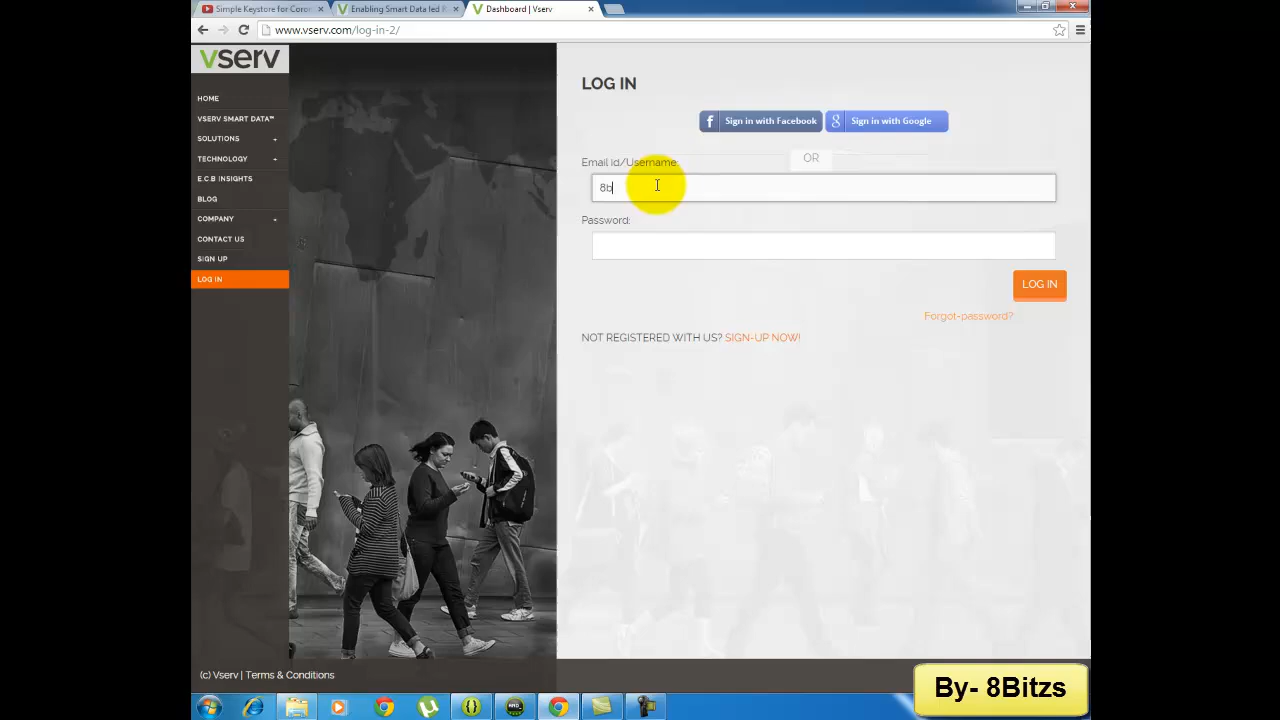 Simple Keystore for Coron
Enabling Smart Data led R
Dashboard | Vserv
www.vserv.com/log-in-2/
vserv
HOME
VSERV SMART DATA™
SOLUTIONS +
TECHNOLOGY +
E.C.B INSIGHTS
BLOG
COMPANY +
CONTACT US
SIGN UP
LOG IN
LOG IN
f Sign in with Facebook
8 Sign in with Google
OR
Email id/Username:
8b
Password:
LOG IN
Forgot-password?
NOT REGISTERED WITH US? SIGN-UP NOW!
(c) Vserv | Terms & Conditions
By- 8Bitzs